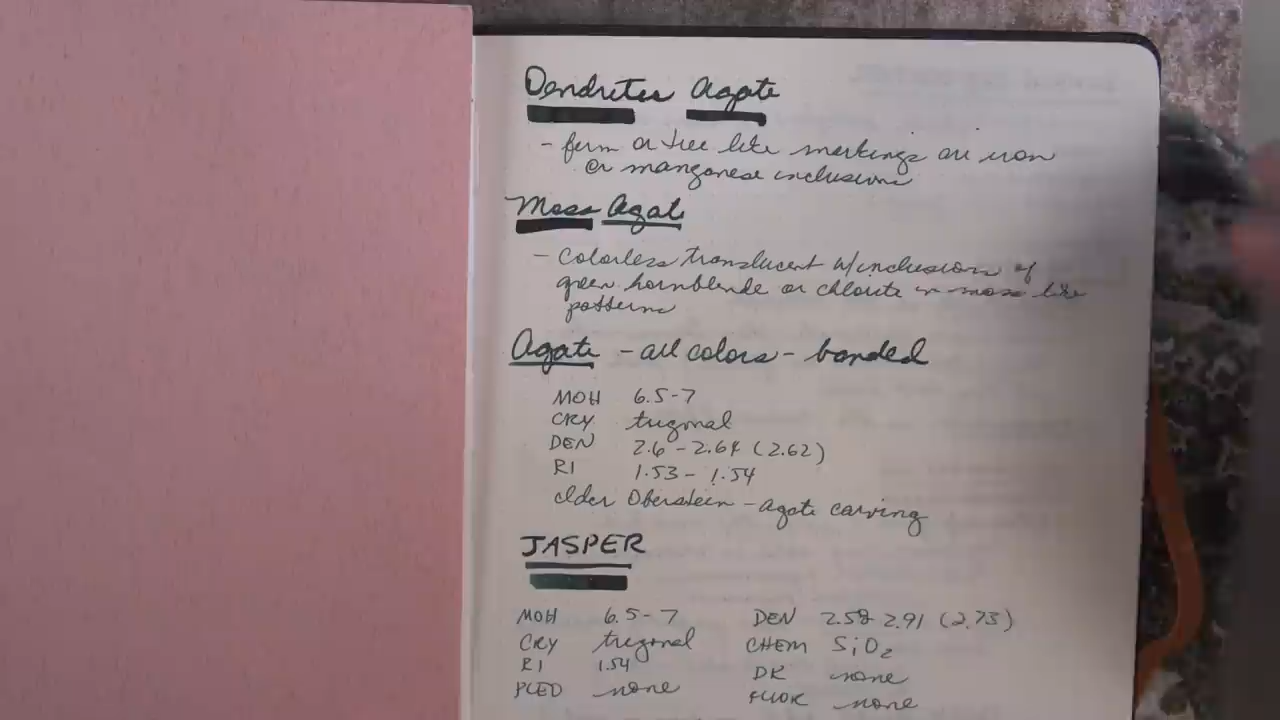 Dendrites Agate
- fern or tree like markings are iron
or manganese inclusions
Moss Agate
- colorless translucent w/inclusions of
green hornblende or chlorite in moss like
patterns
Agate - all colors - banded
MOH 6.5-7
CRY trigonal
DEN 2.6 - 2.64 (2.62)
RI 1.53 - 1.54
Oberstein - agate carving
JASPER
MOH 6.5-7 DEN 2.58 2.91 (2.73)
CRY trigonal CHEM SiO2
RI 1.54 DR none
PLEO none FLUOR none